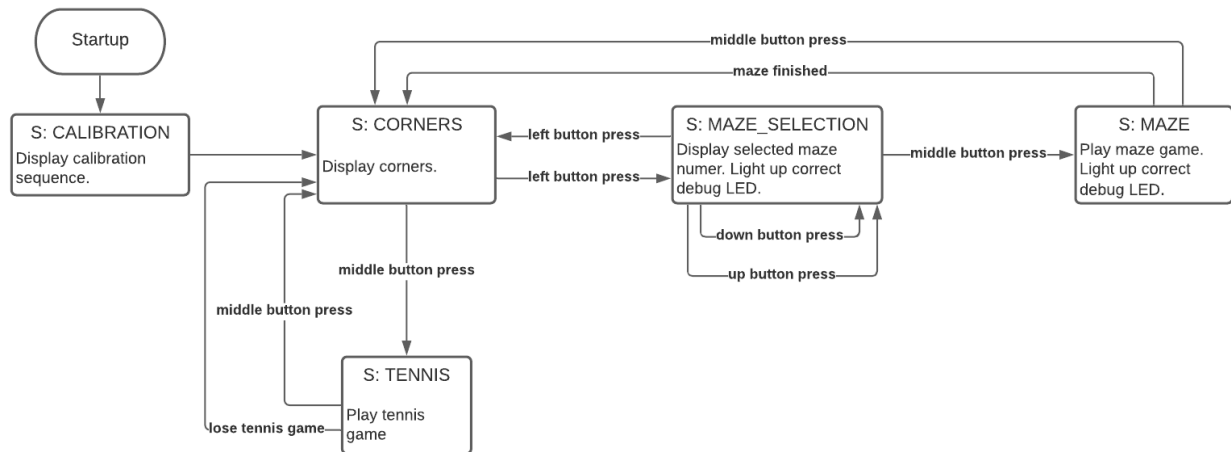 Startup
middle button press
maze finished
S: CALIBRATION
Display calibration
sequence.
S: CORNERS
Display corners.
left button press
left button press
S: MAZE_SELECTION
Display selected maze
numer. Light up correct
debug LED.
middle button press
S: MAZE
Play maze game.
Light up correct
debug LED.
down button press
up button press
middle button press
middle button press
S: TENNIS
Play tennis
game
lose tennis game